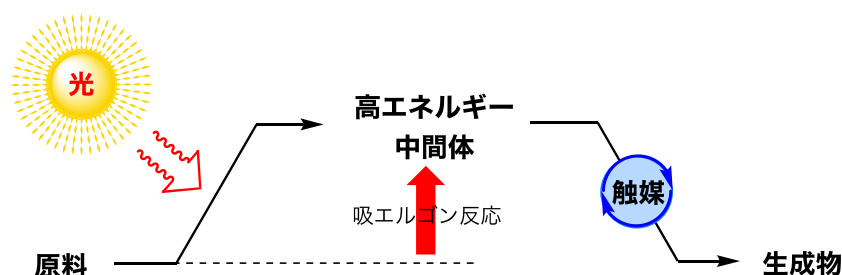 光
高エネルギー
中間体
触媒
吸エルゴン反応
原料
生成物